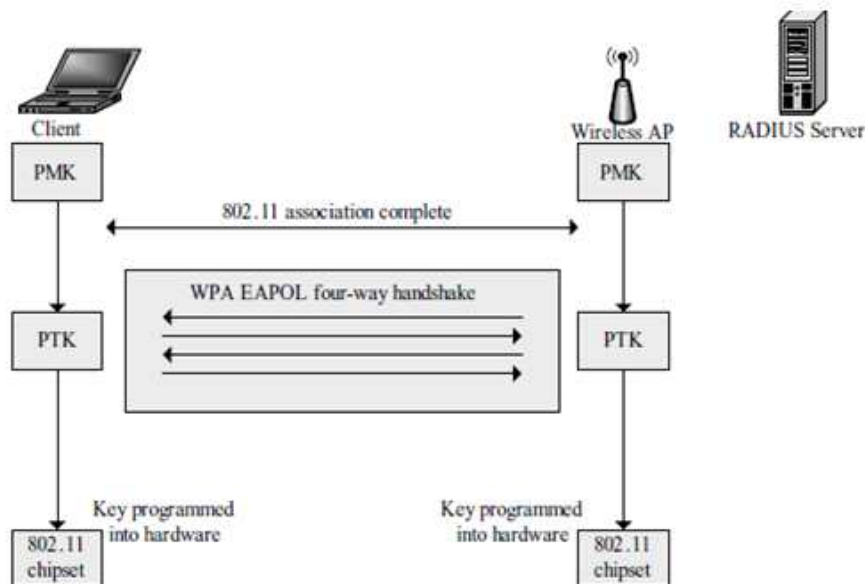 Client
Wireless AP
RADIUS Server
PMK
PMK
802.11 association complete
WPA EAPOL four-way handshake
PTK
PTK
Key programmed
into hardware
Key programmed
into hardware
802.11
chipset
802.11
chipset